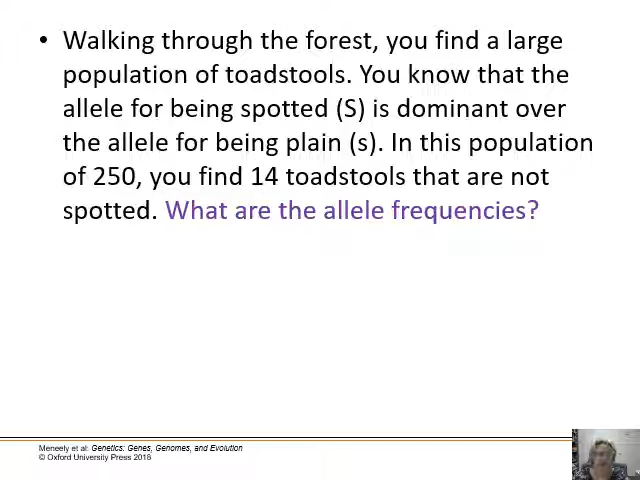 • Walking through the forest, you find a large
population of toadstools. You know that the
allele for being spotted (S) is dominant over
the allele for being plain (s). In this population
of 250, you find 14 toadstools that are not
spotted. What are the allele frequencies?
Meneely et al: Genetics: Genes, Genomes, and Evolution
© Oxford University Press 2018